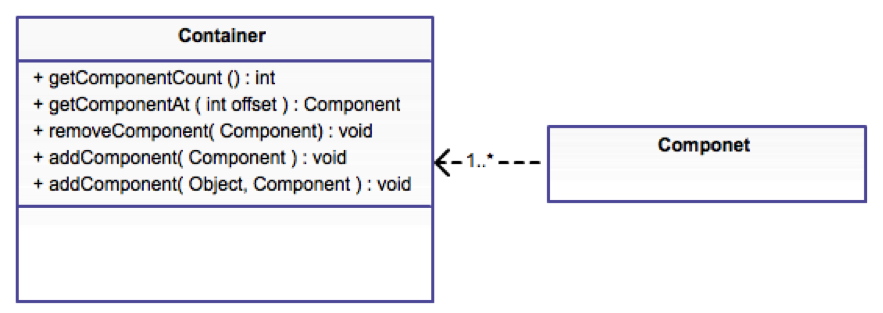 Container
+ getComponentCount () : int
+ getComponentAt ( int offset ) : Component
+ removeComponent( Component) : void
+ addComponent( Component ) : void
+ addComponent( Object, Component ) : void
1..*
Componet